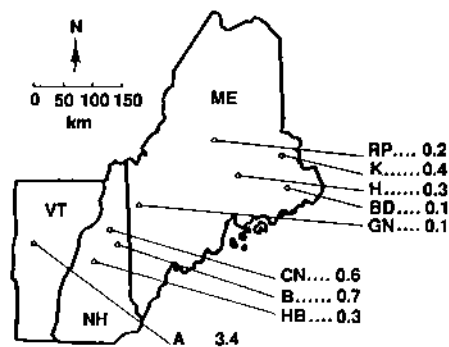 N
0 50 100 150
km
ME
RP.... 0.2
K...... 0.4
H...... 0.3
BD.... 0.1
GN.... 0.1
VT
CN.... 0.6
B...... 0.7
HB.... 0.3
NH
A 3.4